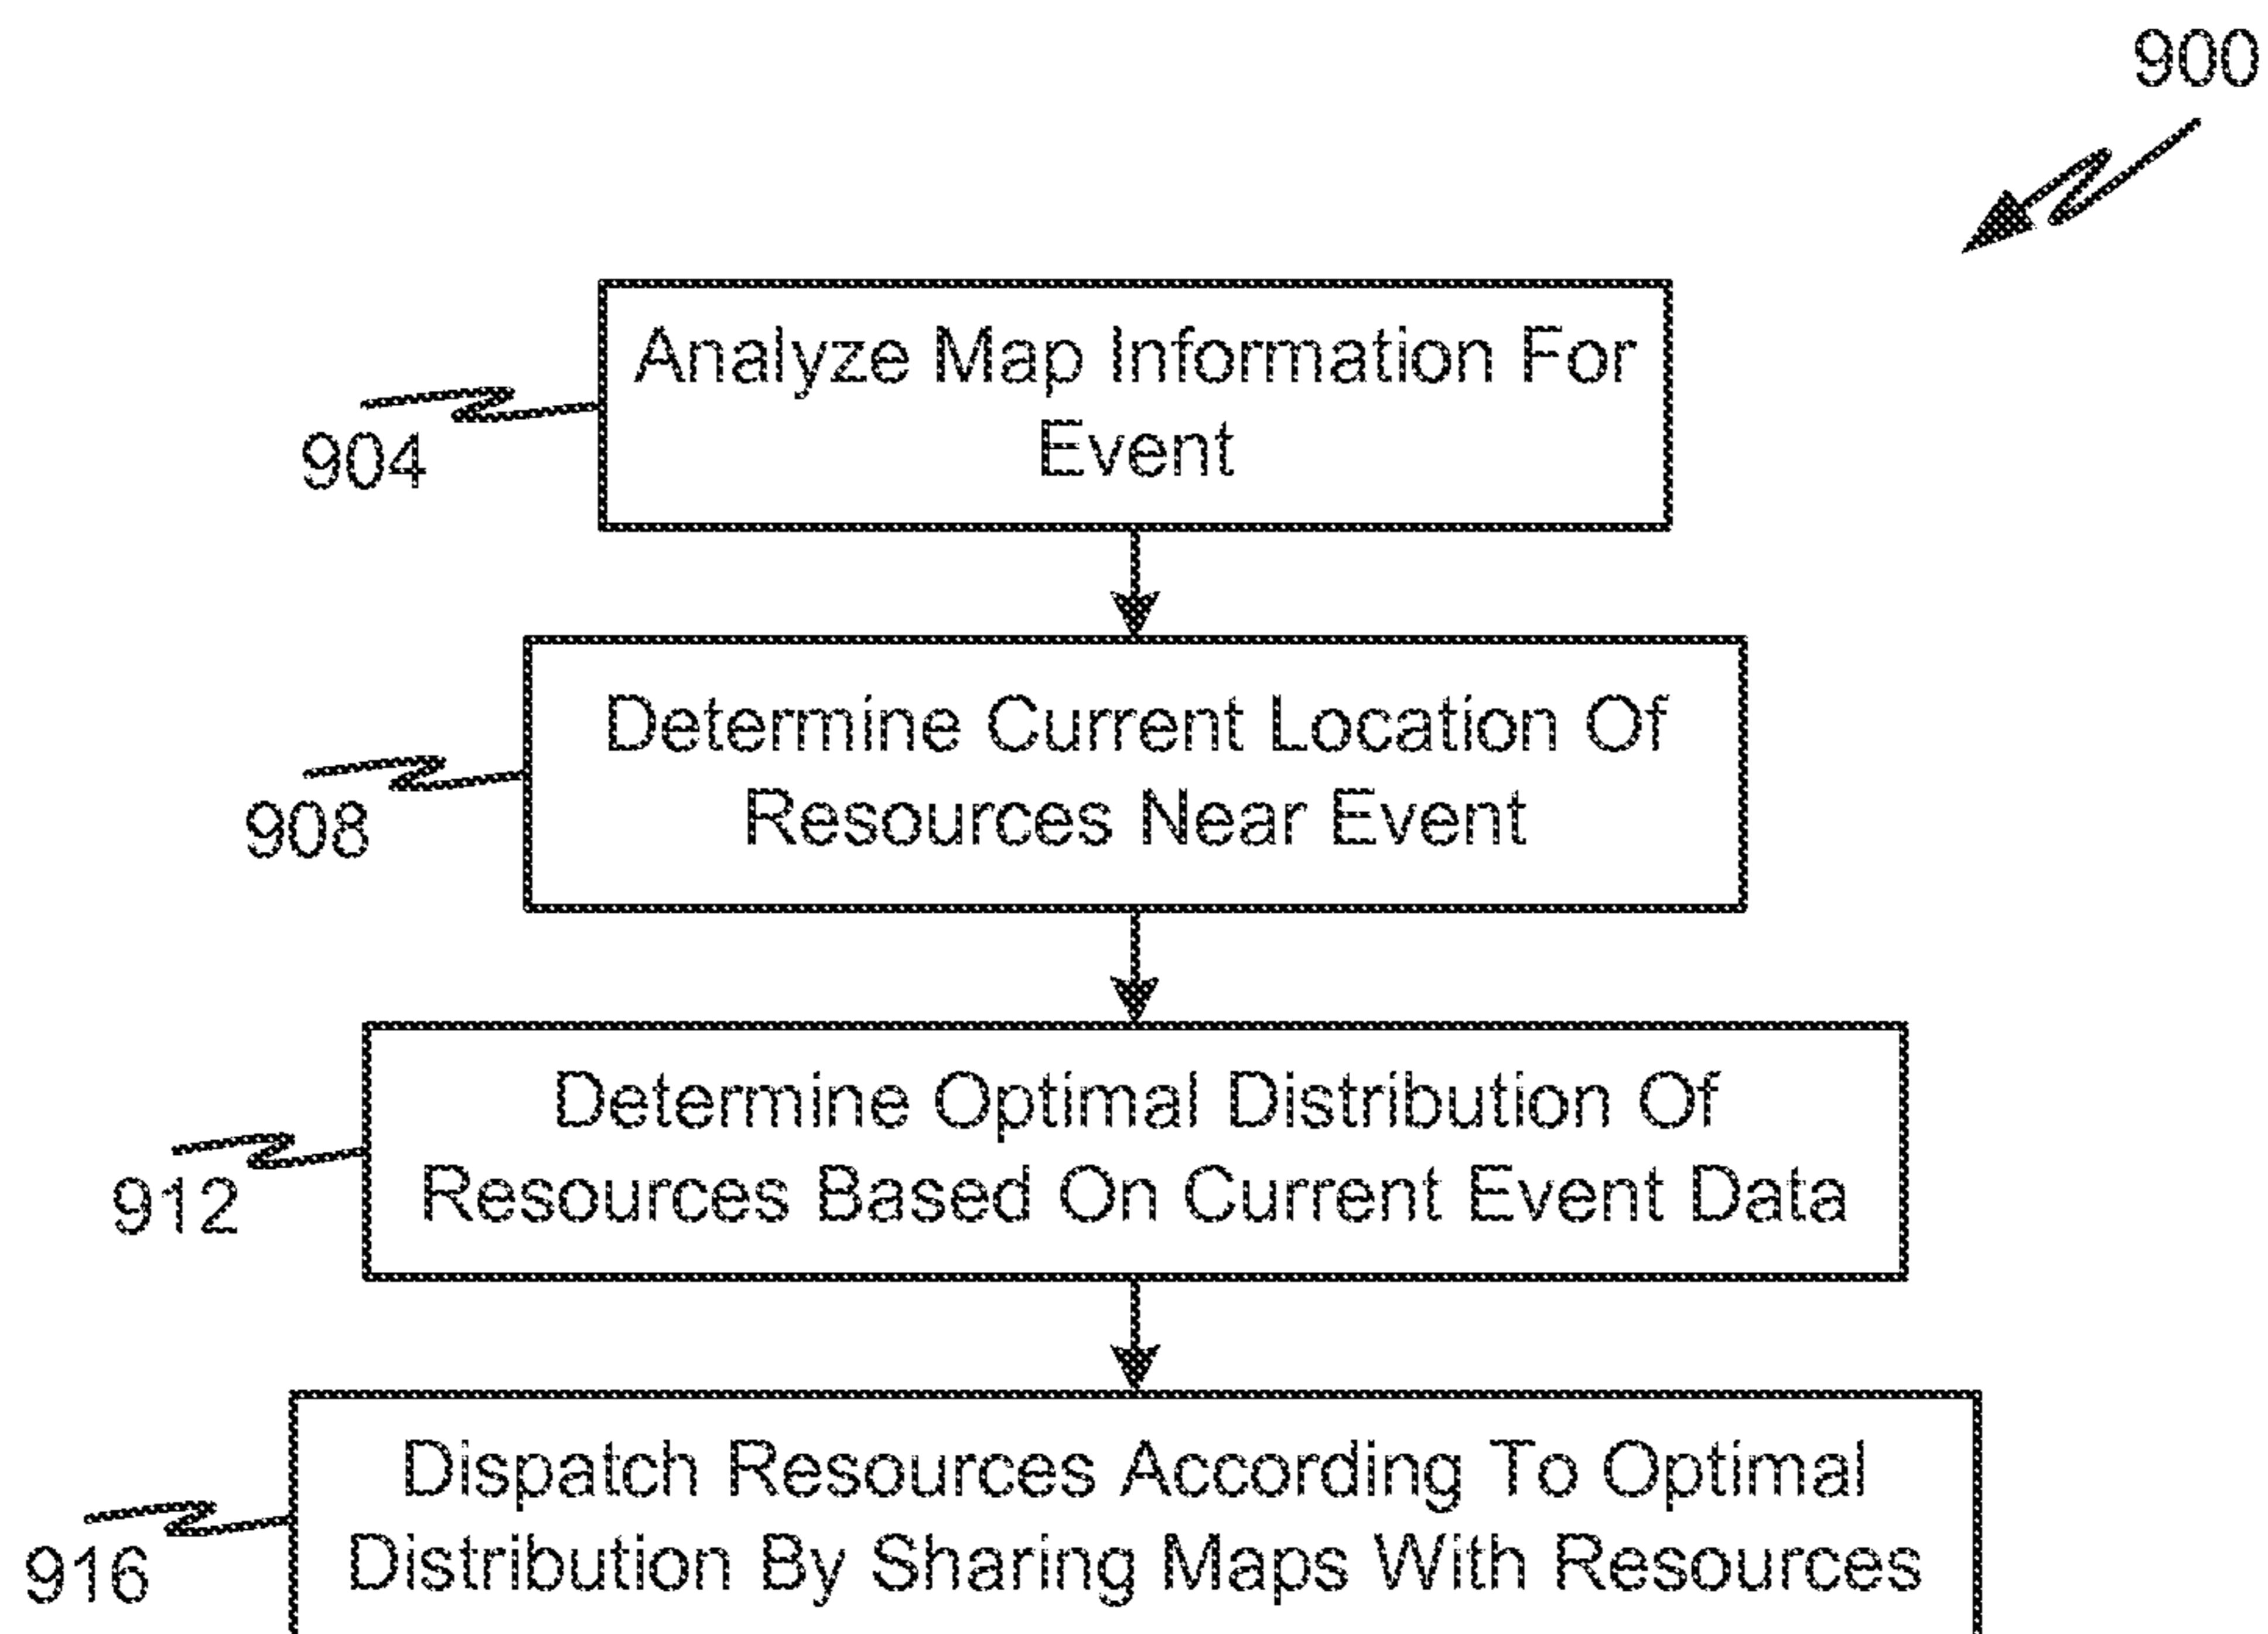 900
Analyze Map Information For
Event
904
Determine Current Location Of
Resources Near Event
908
Determine Optimal Distribution Of
Resources Based On Current Event Data
912
Dispatch Resources According To Optimal
Distribution By Sharing Maps With Resources
916